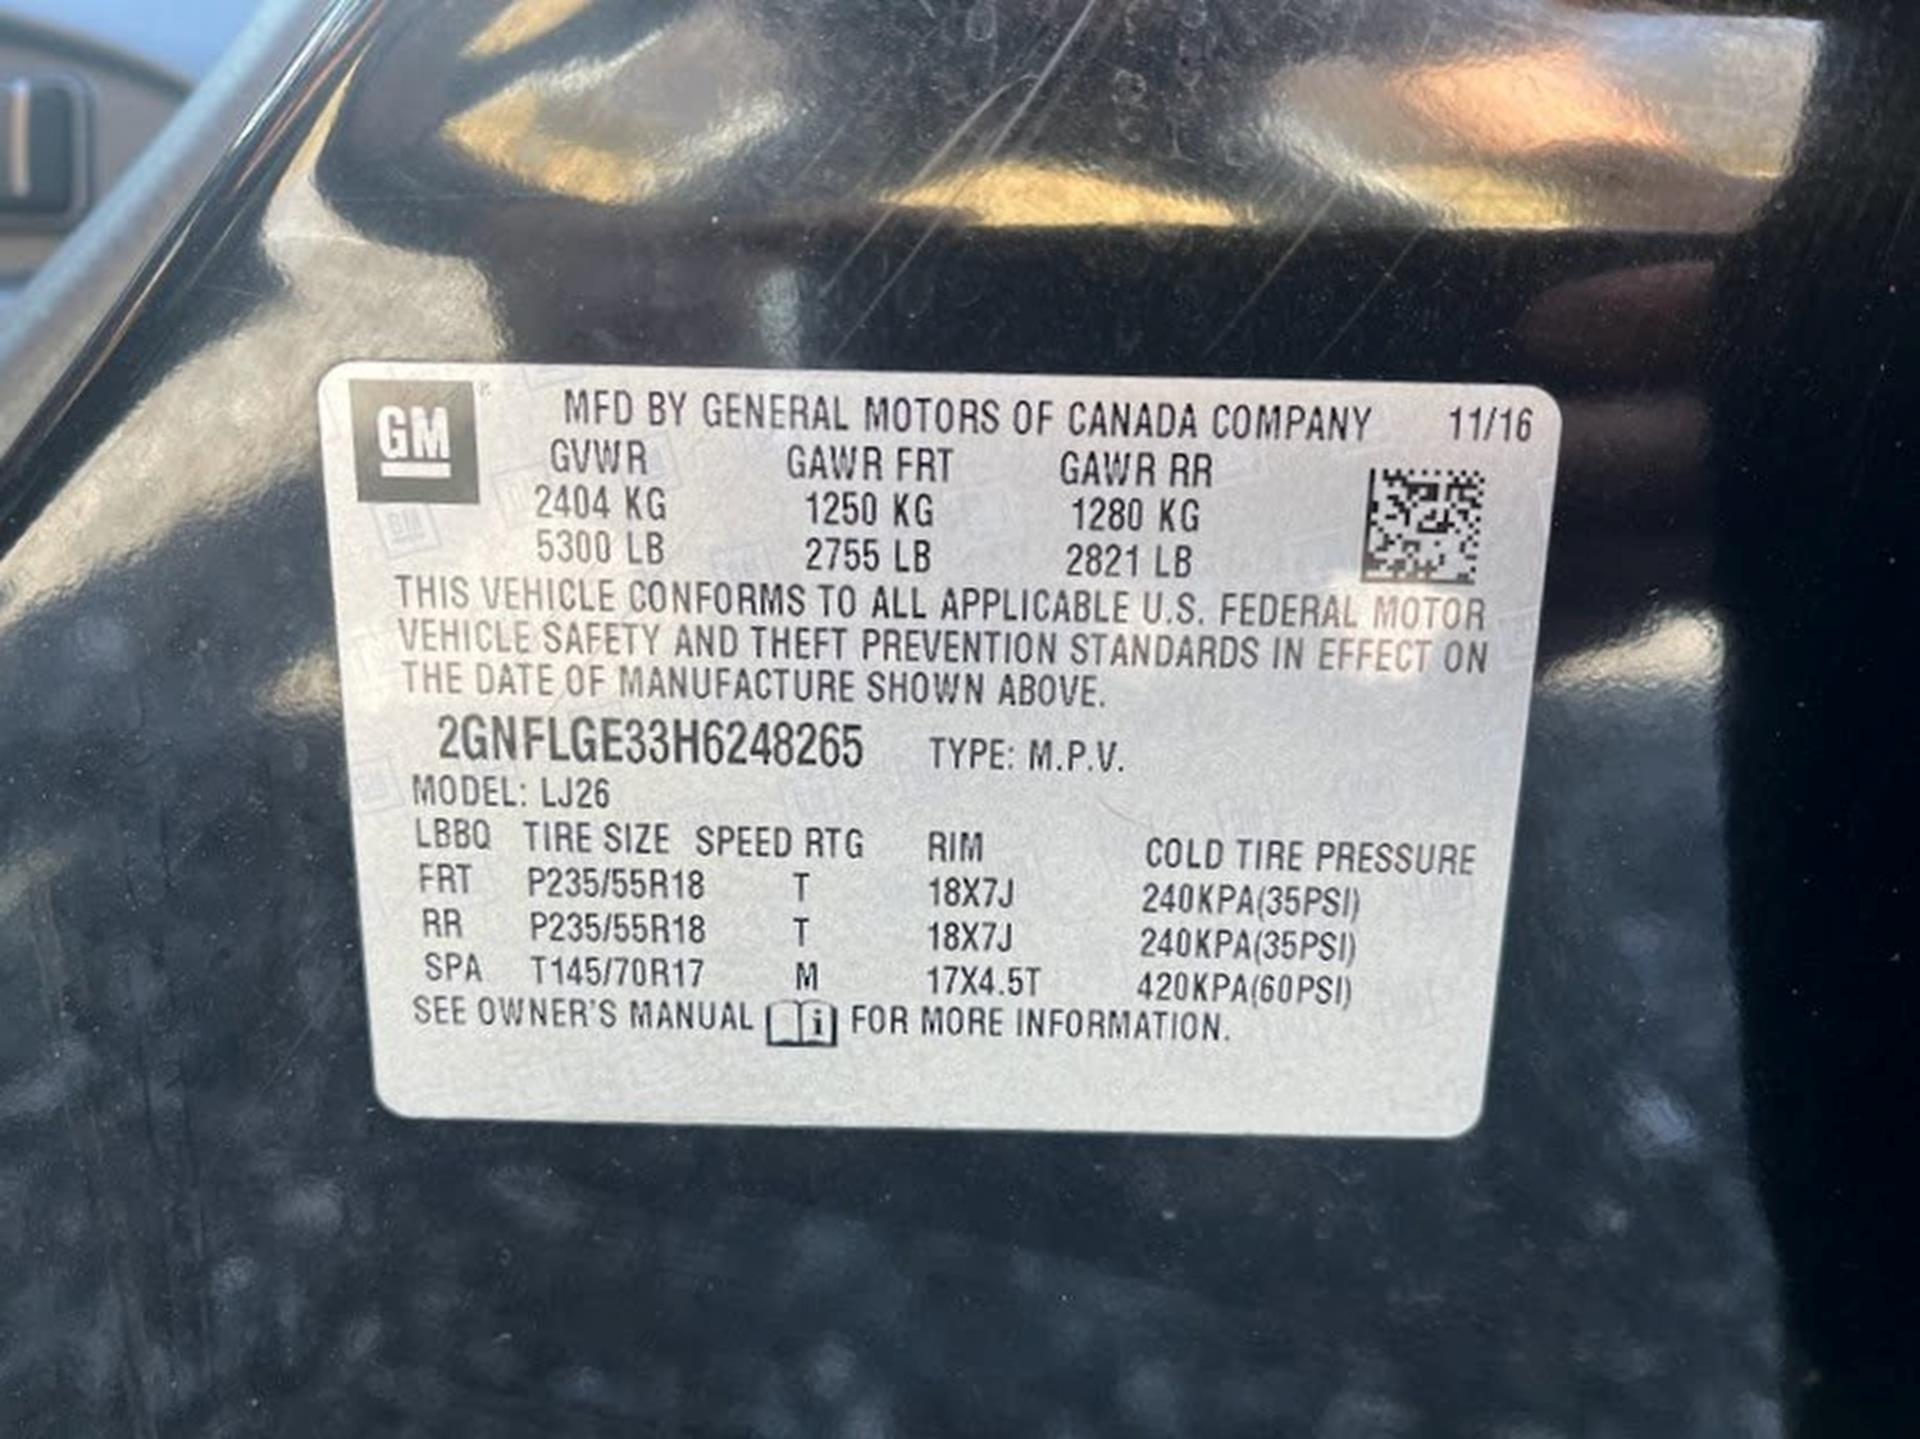 GM MFD BY GENERAL MOTORS OF CANADA COMPANY 11/16
GVWR GAWR FRT GAWR RR
2404 KG 1250 KG 1280 KG
5300 LB 2755 LB 2821 LB
THIS VEHICLE CONFORMS TO ALL APPLICABLE U.S. FEDERAL MOTOR
VEHICLE SAFETY AND THEFT PREVENTION STANDARDS IN EFFECT ON
THE DATE OF MANUFACTURE SHOWN ABOVE.
2GNFLGE33H6248265 TYPE: M.P.V.
MODEL: LJ26
LBBQ TIRE SIZE SPEED RTG RIM COLD TIRE PRESSURE
FRT P235/55R18 T 18X7J 240KPA(35PSI)
RR P235/55R18 T 18X7J 240KPA(35PSI)
SPA T145/70R17 M 17X4.5T 420KPA(60PSI)
SEE OWNER'S MANUAL i FOR MORE INFORMATION.